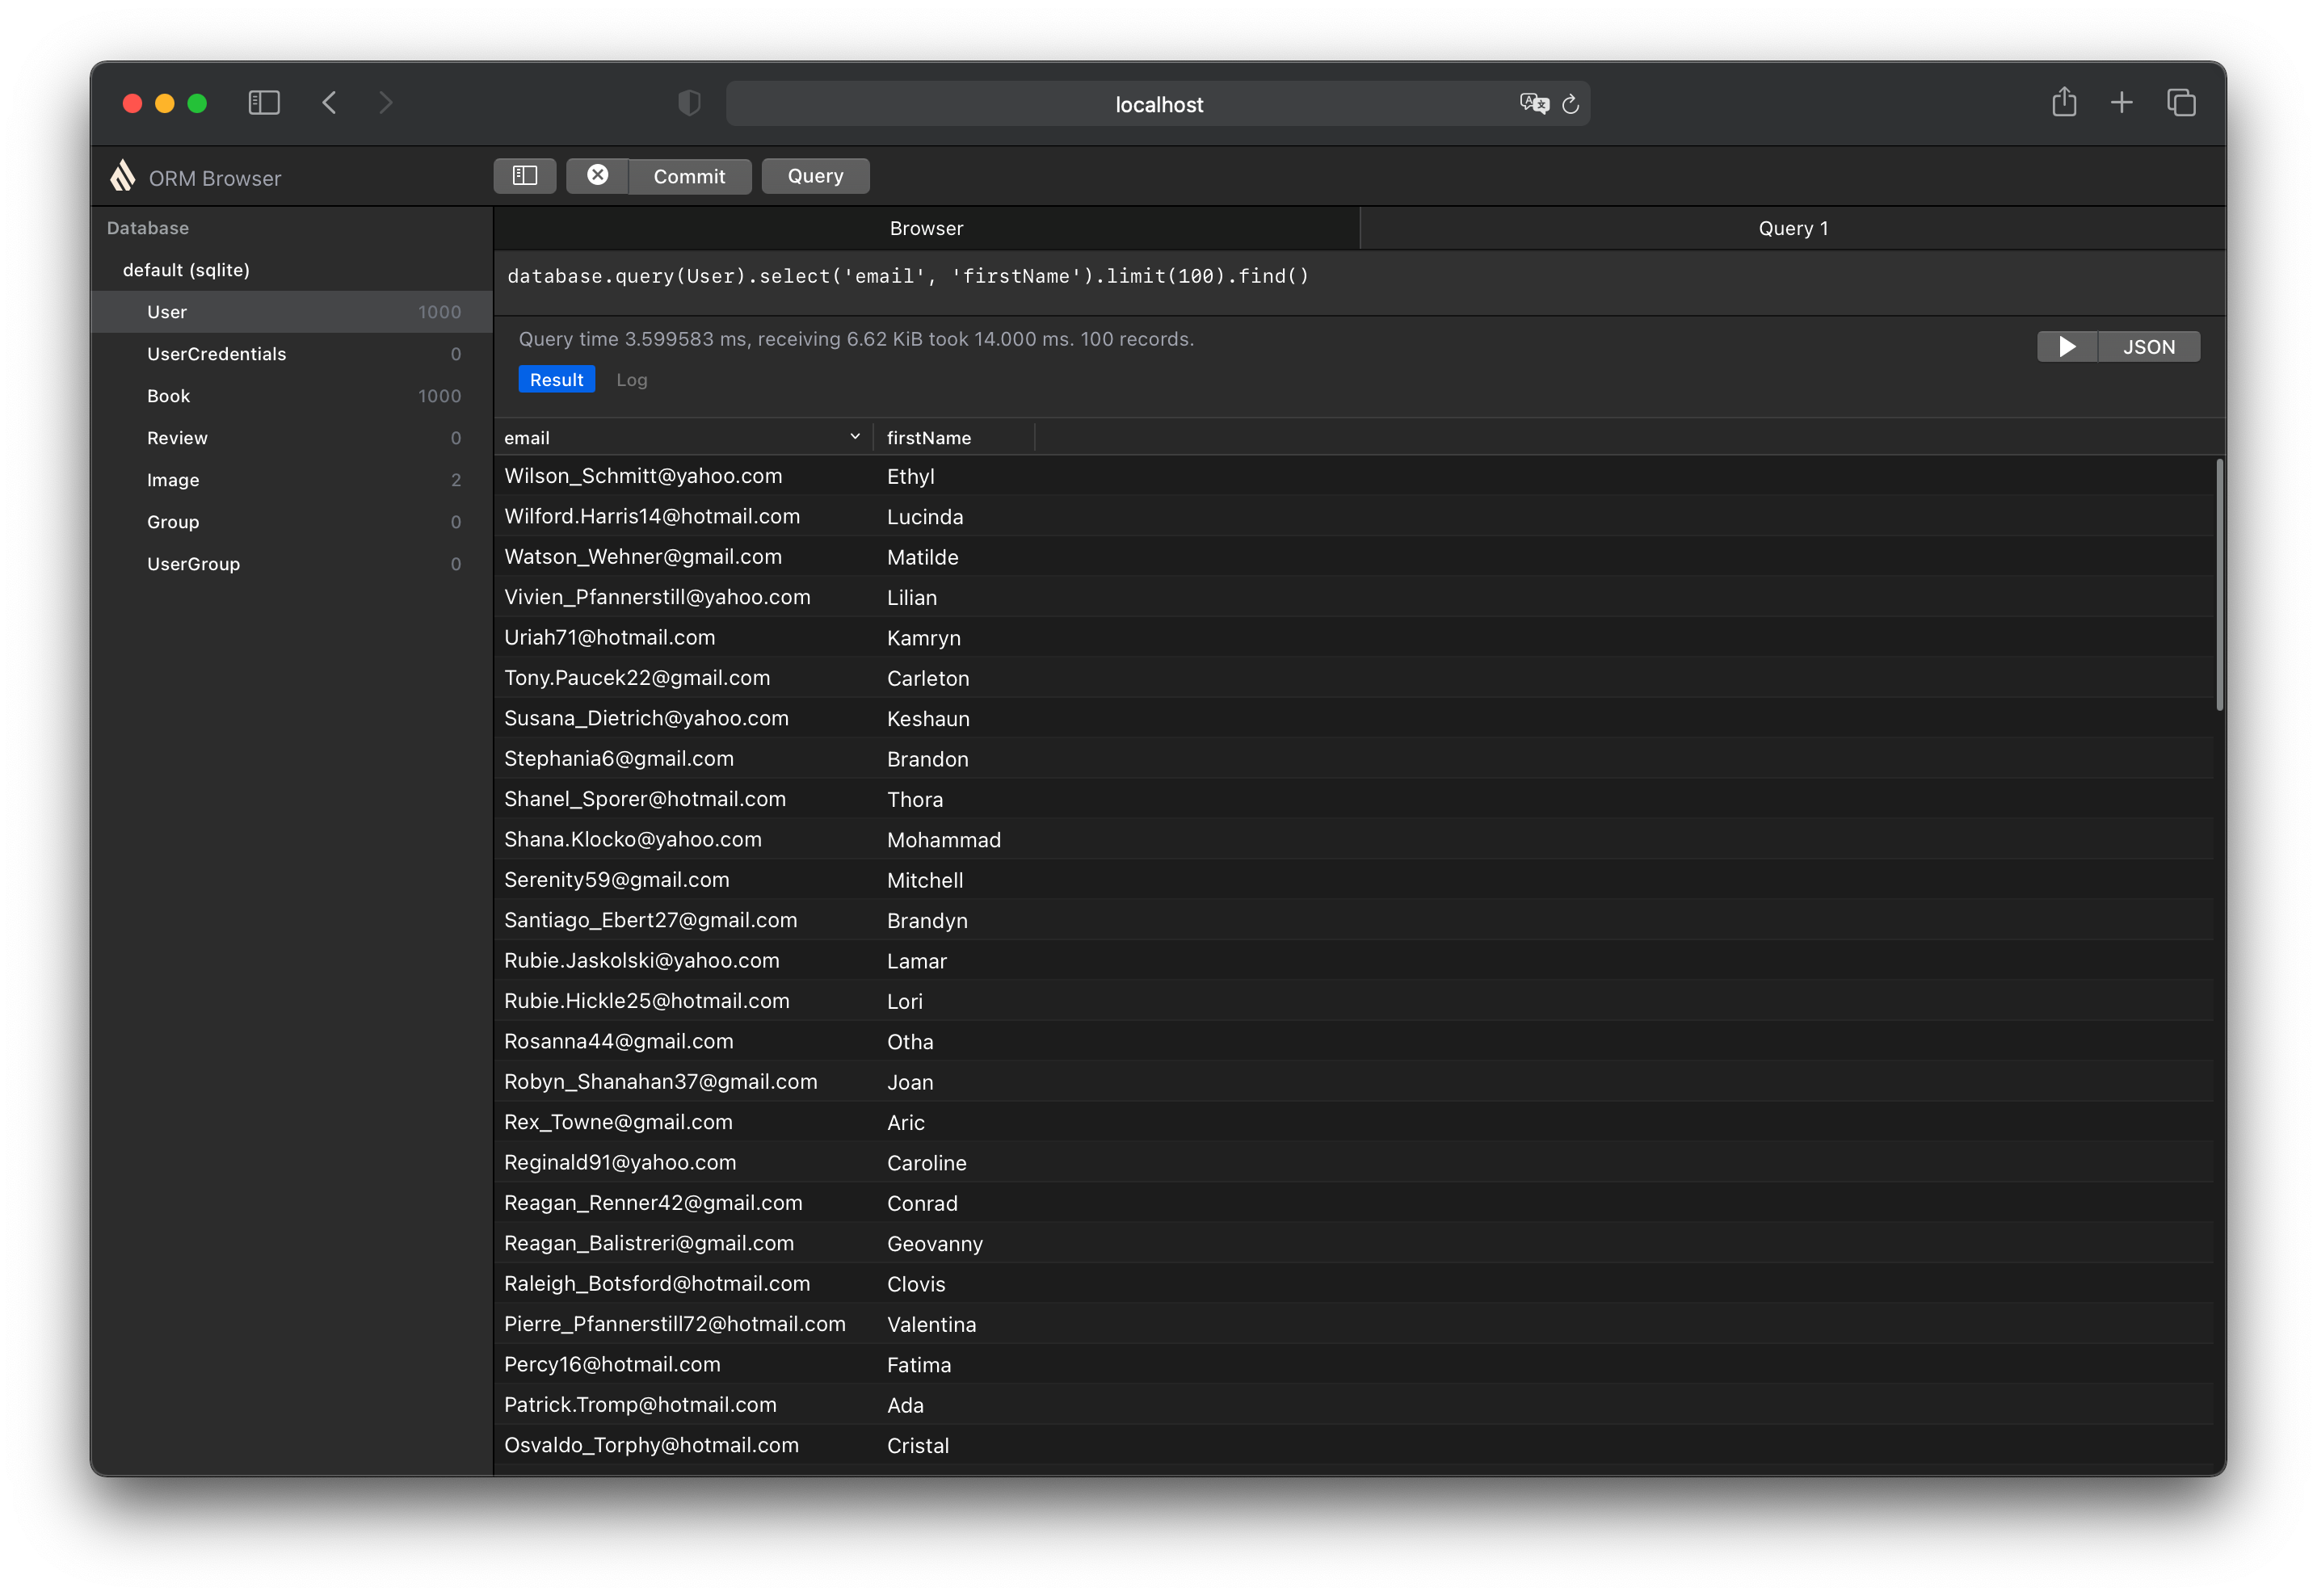 localhost
ORM Browser
Commit
Query
Database
default (sqlite)
User 1000
UserCredentials 0
Book 1000
Review 0
Image 2
Group 0
UserGroup 0
Browser
Query 1
database.query(User).select('email', 'firstName').limit(100).find()
Query time 3.599583 ms, receiving 6.62 KiB took 14.000 ms. 100 records.
JSON
Result Log
email firstName
Wilson_Schmitt@yahoo.com Ethyl
Wilford.Harris14@hotmail.com Lucinda
Watson_Wehner@gmail.com Matilde
Vivien_Pfannerstill@yahoo.com Lilian
Uriah71@hotmail.com Kamryn
Tony.Paucek22@gmail.com Carleton
Susana_Dietrich@yahoo.com Keshaun
Stephania6@gmail.com Brandon
Shanel_Sporer@hotmail.com Thora
Shana.Klocko@yahoo.com Mohammad
Serenity59@gmail.com Mitchell
Santiago_Ebert27@gmail.com Brandyn
Rubie.Jaskolski@yahoo.com Lamar
Rubie.Hickle25@hotmail.com Lori
Rosanna44@gmail.com Otha
Robyn_Shanahan37@gmail.com Joan
Rex_Towne@gmail.com Aric
Reginald91@yahoo.com Caroline
Reagan_Renner42@gmail.com Conrad
Reagan_Balistreri@gmail.com Geovanny
Raleigh_Botsford@hotmail.com Clovis
Pierre_Pfannerstill72@hotmail.com Valentina
Percy16@hotmail.com Fatima
Patrick.Tromp@hotmail.com Ada
Osvaldo_Torphy@hotmail.com Cristal